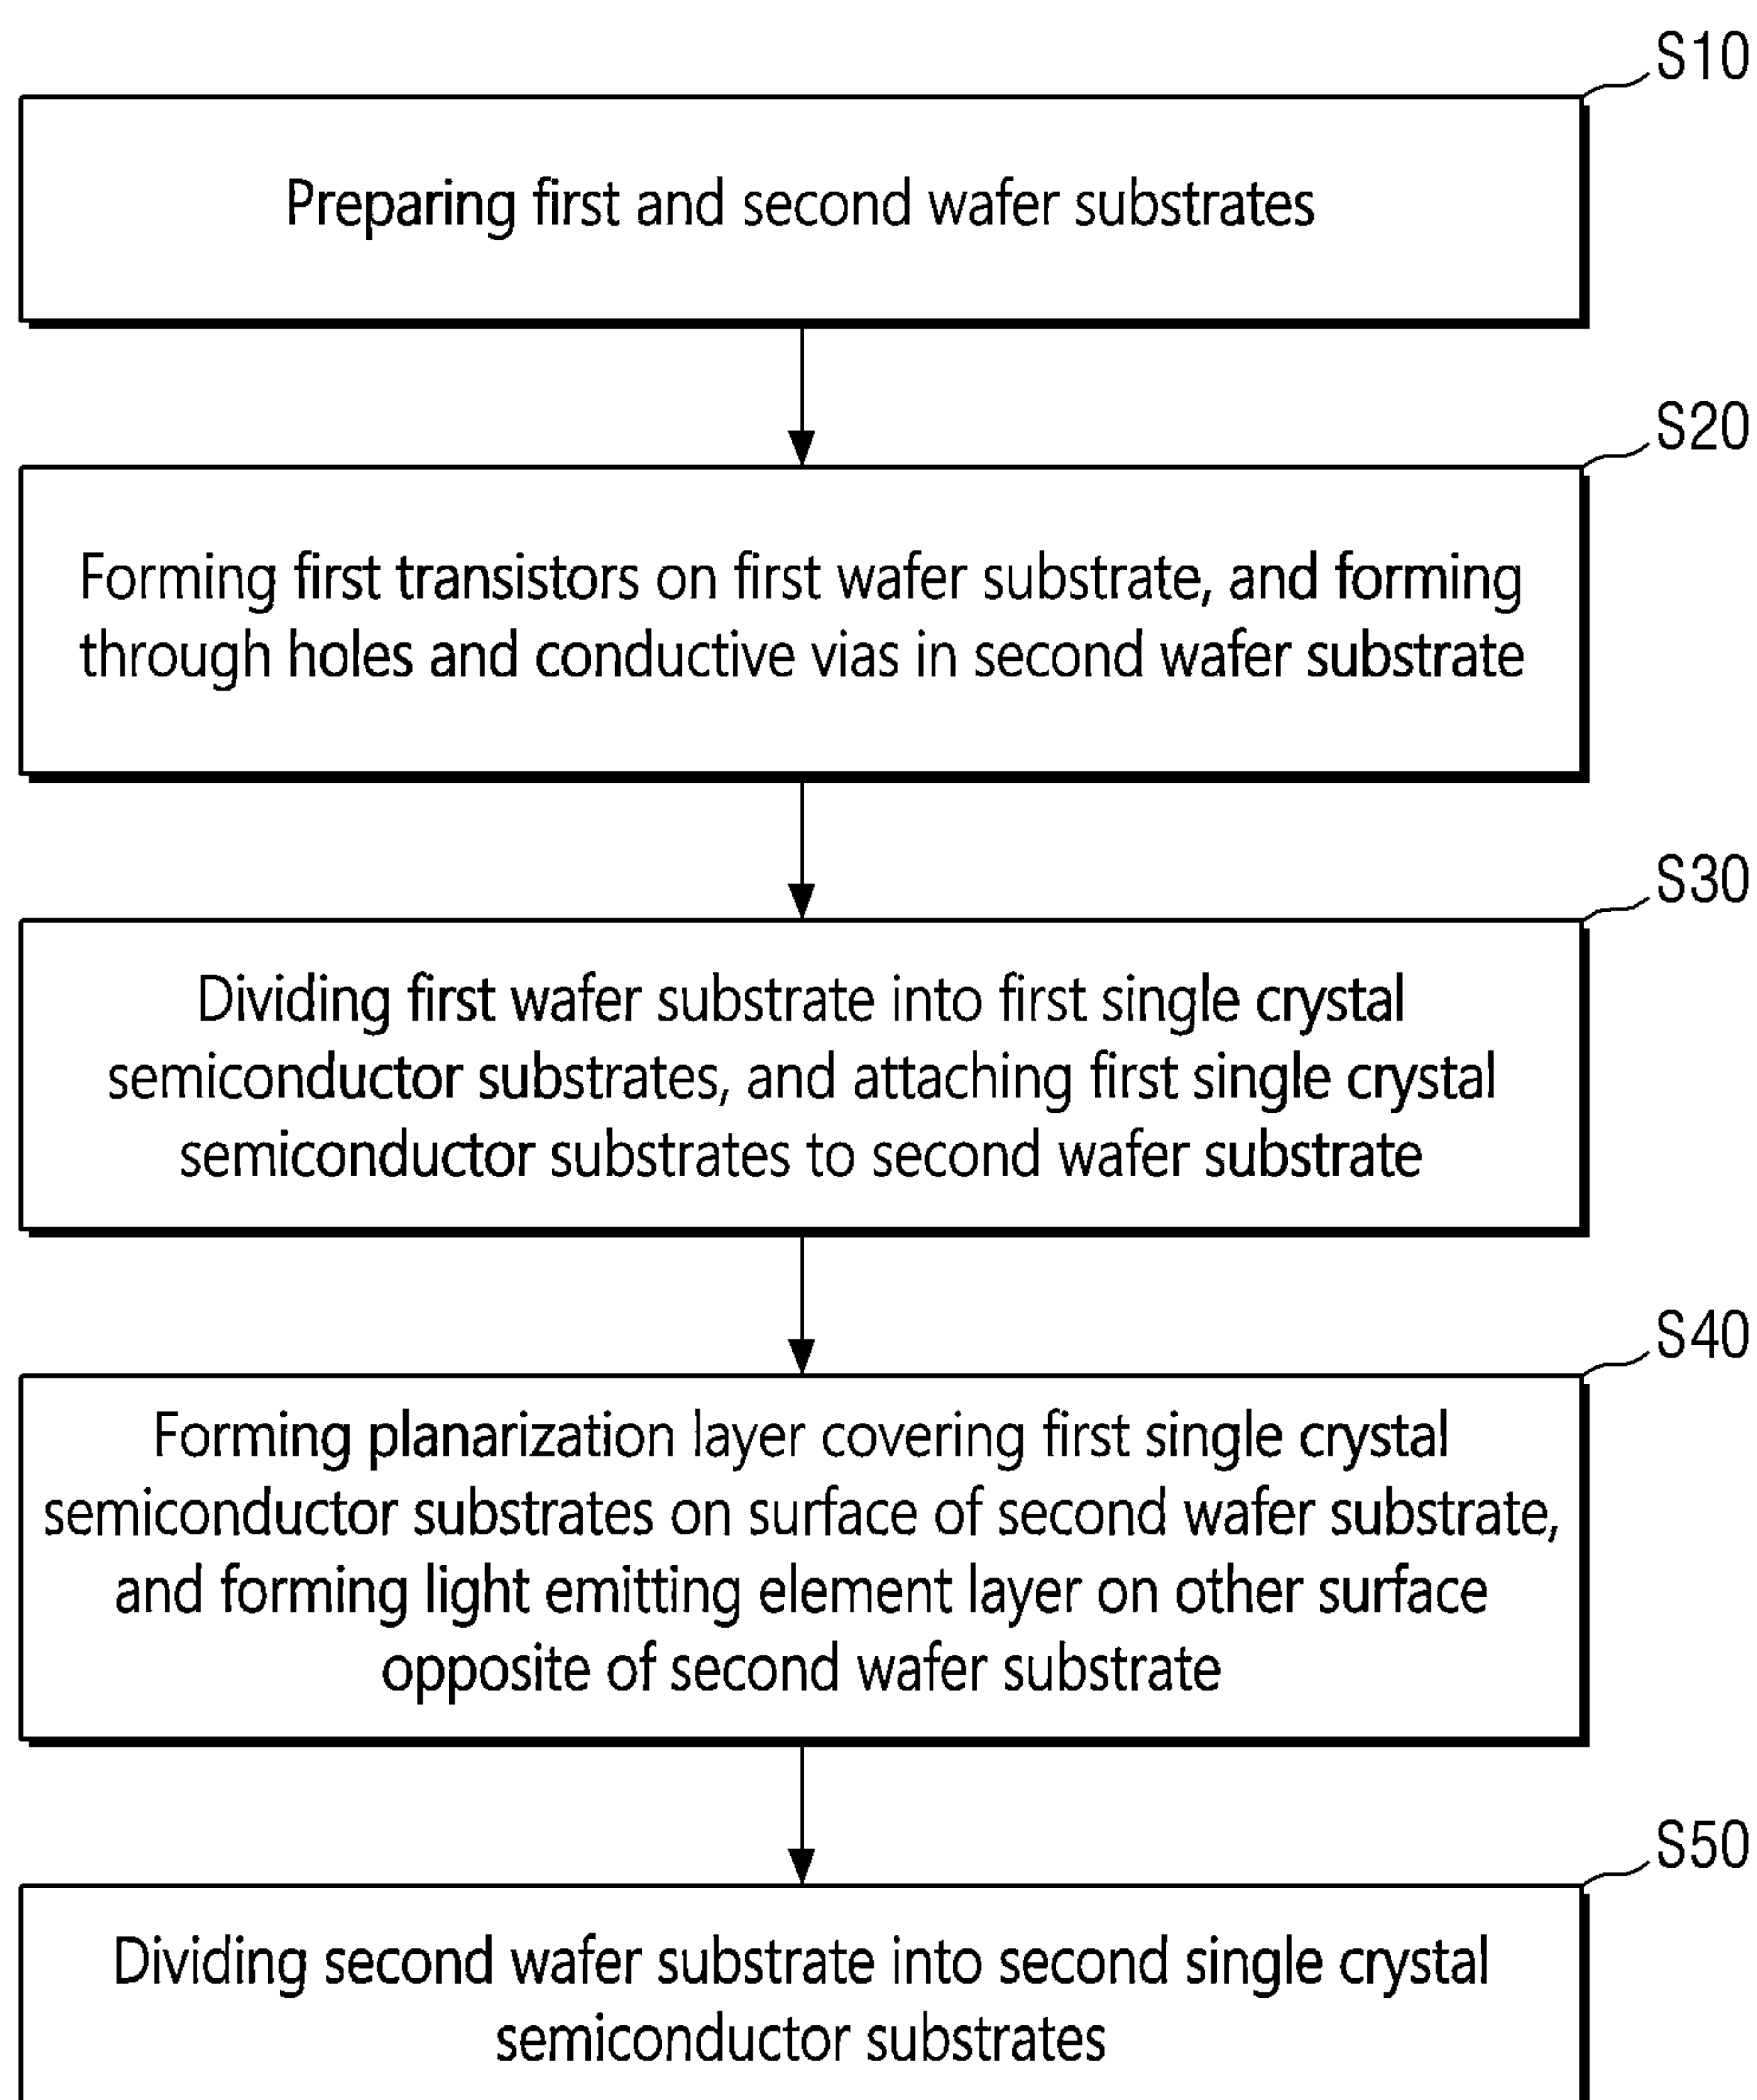 S10
Preparing first and second wafer substrates
S20
Forming first transistors on first wafer substrate, and forming
through holes and conductive vias in second wafer substrate
S30
Dividing first wafer substrate into first single crystal
semiconductor substrates, and attaching first single crystal
semiconductor substrates to second wafer substrate
S40
Forming planarization layer covering first single crystal
semiconductor substrates on surface of second wafer substrate,
and forming light emitting element layer on other surface
opposite of second wafer substrate
S50
Dividing second wafer substrate into second single crystal
semiconductor substrates